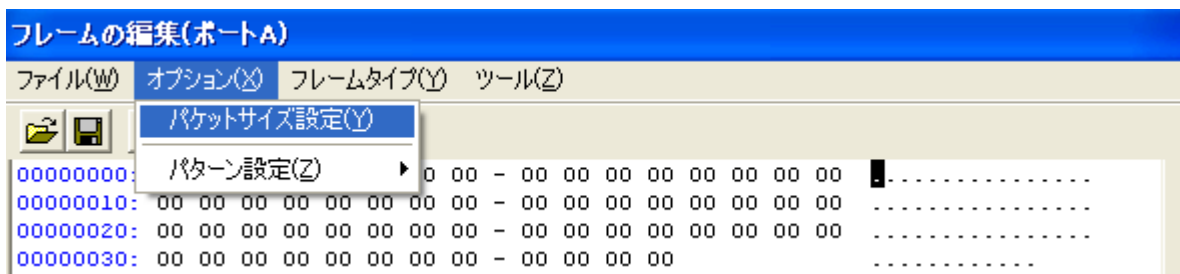 フレームの編集(ポートA)
ファイル(W) オプション(X) フレームタイプ(Y) ツール(Z)
パケットサイズ設定(Y)
パターン設定(Z)
00000000: 0 00 - 00 00 00 00 00 00 00 00 ................
00000010: 00 00 00 00 00 00 00 00 - 00 00 00 00 00 00 00 00 ................
00000020: 00 00 00 00 00 00 00 00 - 00 00 00 00 00 00 00 00 ................
00000030: 00 00 00 00 00 00 00 00 - 00 00 00 00 ............